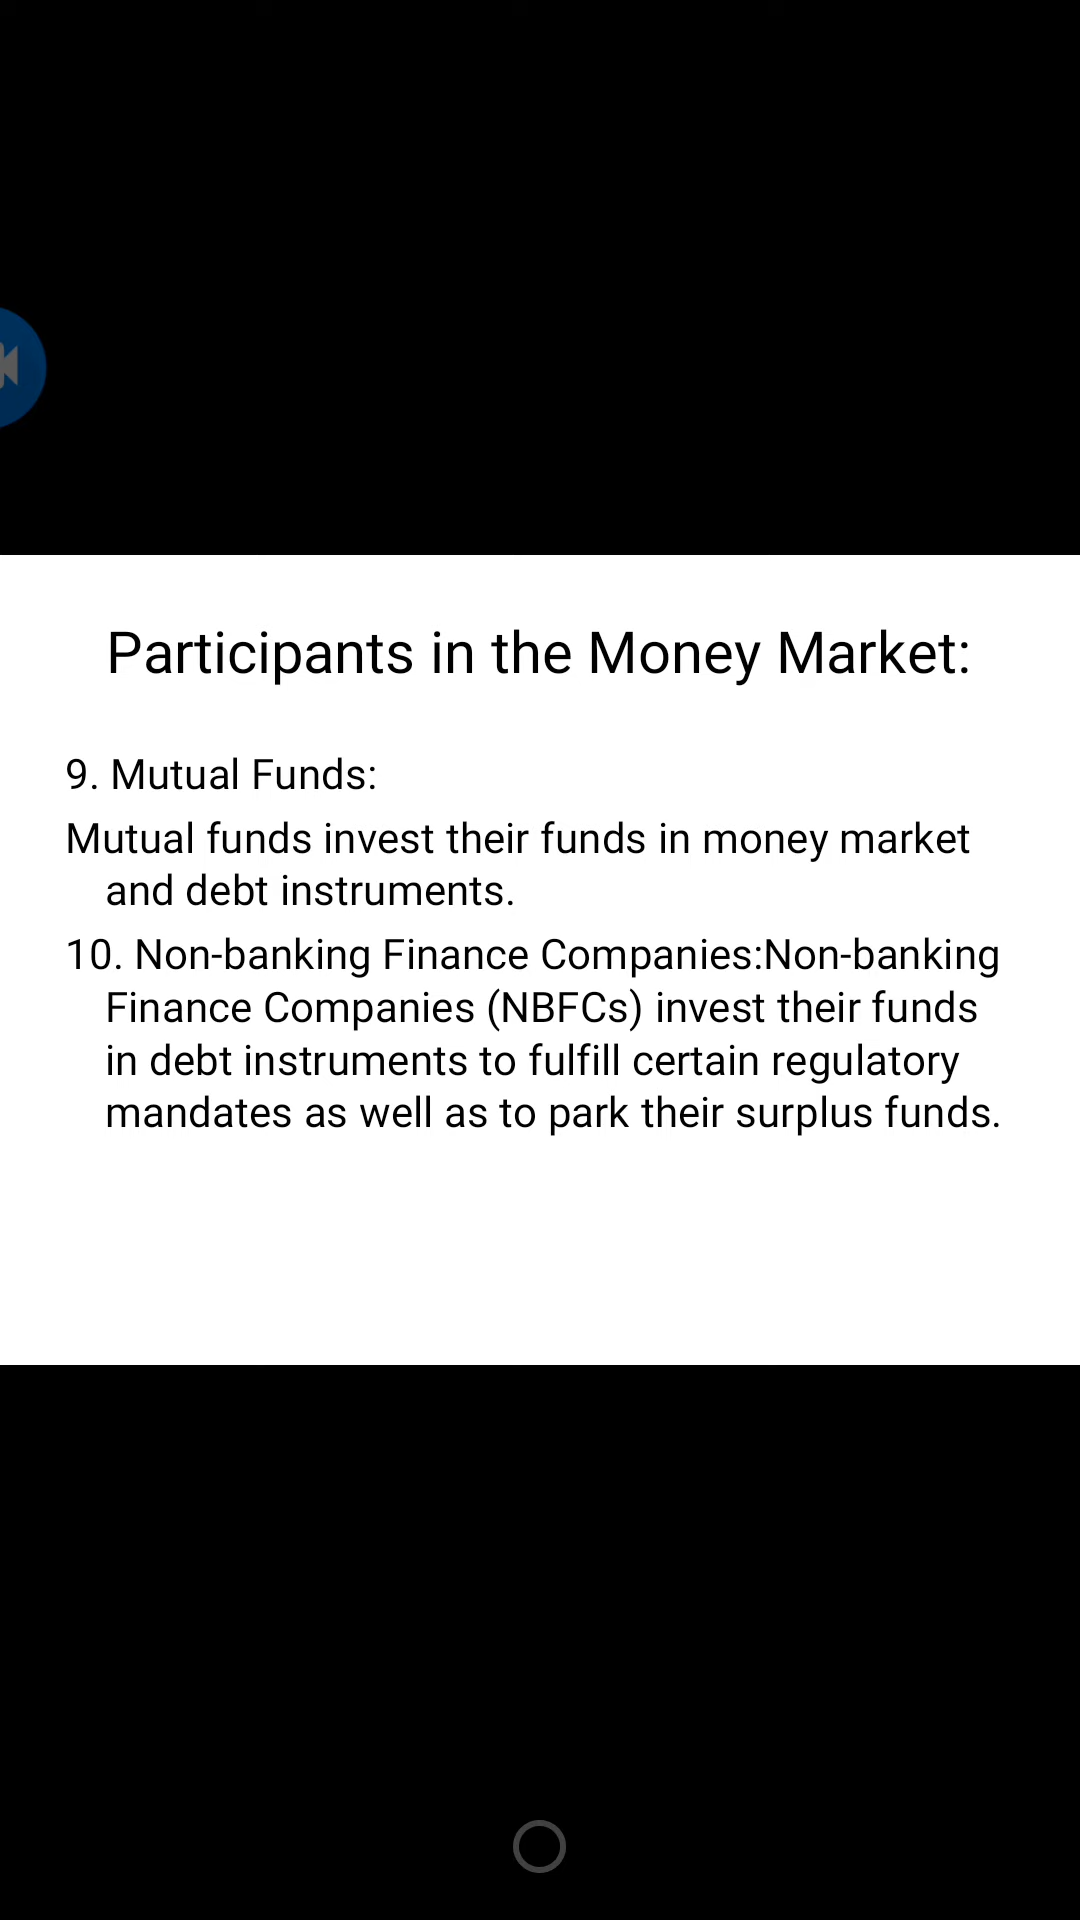 Participants in the Money Market:
9. Mutual Funds:
Mutual funds invest their funds in money market
and debt instruments.
10. Non-banking Finance Companies:Non-banking
Finance Companies (NBFCs) invest their funds
in debt instruments to fulfill certain regulatory
mandates as well as to park their surplus funds.